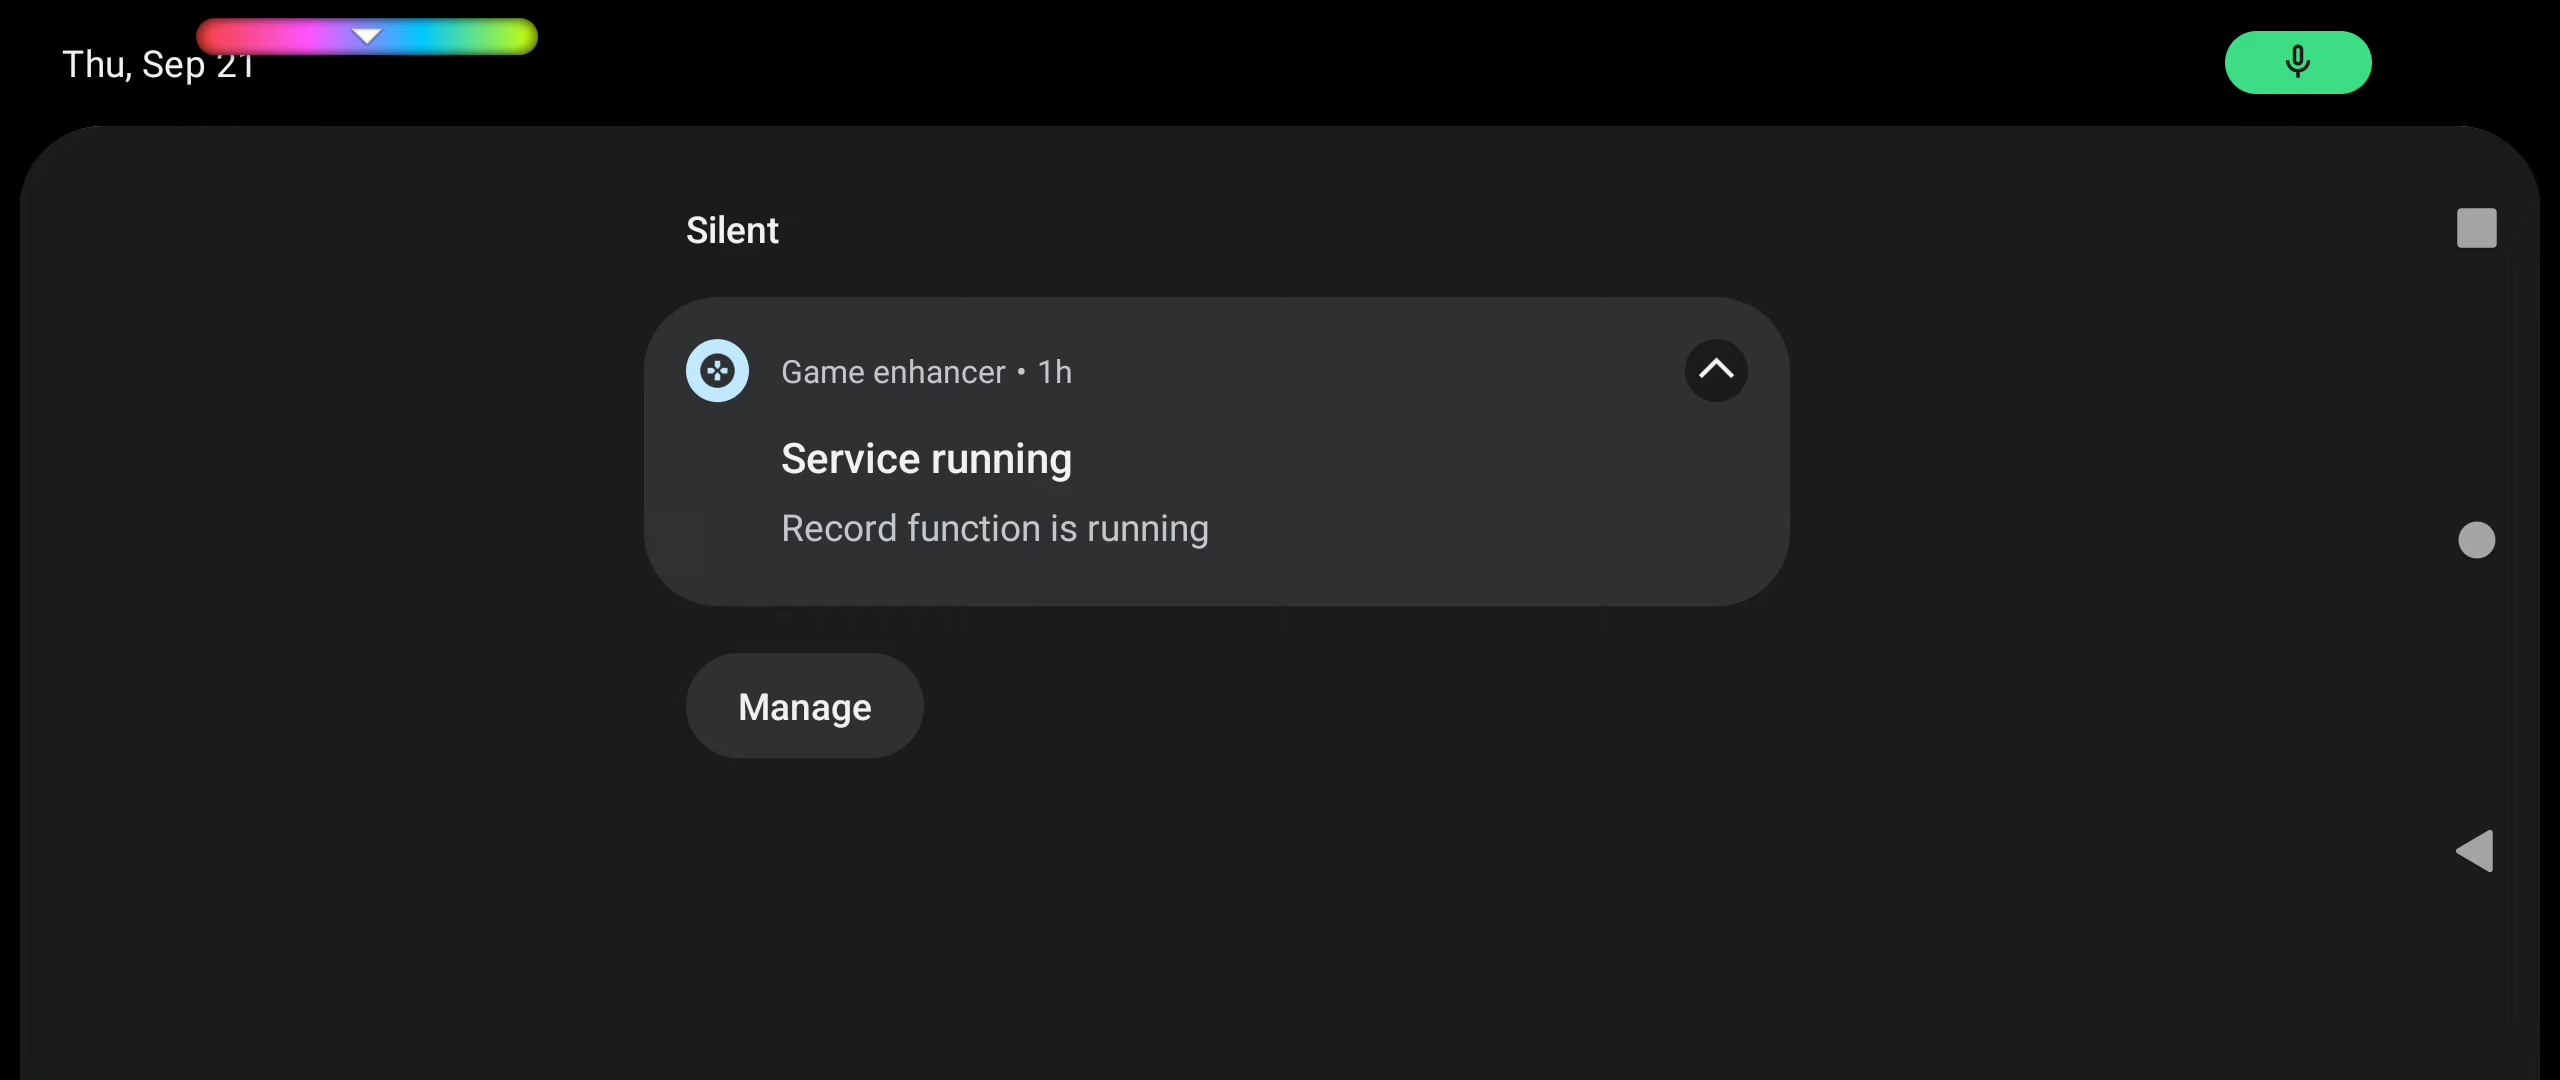 Thu, Sep 21
Silent
Game enhancer • 1h
Service running
Record function is running
Manage